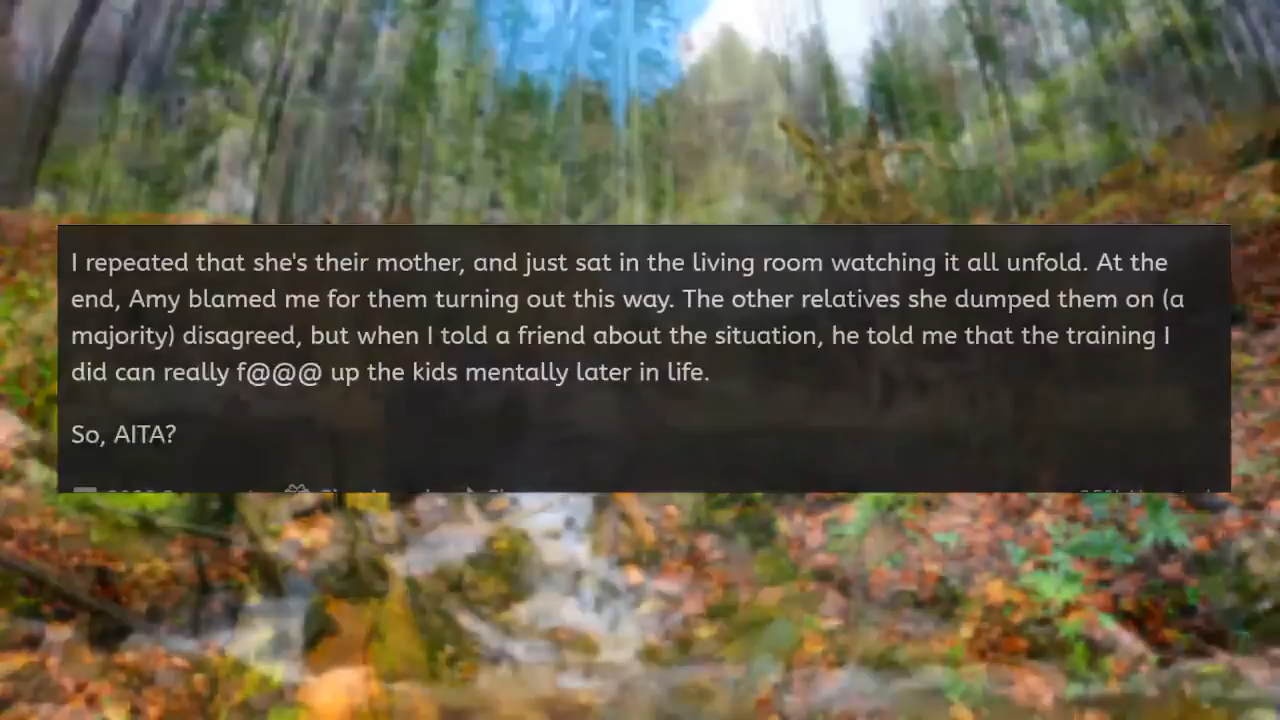 I repeated that she's their mother, and just sat in the living room watching it all unfold. At the
end, Amy blamed me for them turning out this way. The other relatives she dumped them on (a
majority) disagreed, but when I told a friend about the situation, he told me that the training I
did can really f@@@ up the kids mentally later in life.
So, AITA?